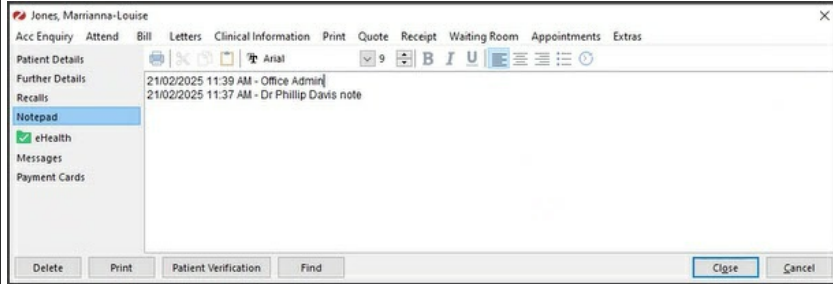 Jones, Marrianna-Louise
Acc Enquiry Attend Bill Letters Clinical Information Print Quote Receipt Waiting Room Appointments Extras
Patient Details
Arial 9 B I U
Further Details
21/02/2025 11:39 AM - Office Admin
Recalls
21/02/2025 11:37 AM - Dr Phillip Davis note
Notepad
eHealth
Messages
Payment Cards
Delete Print Patient Verification Find Close Cancel